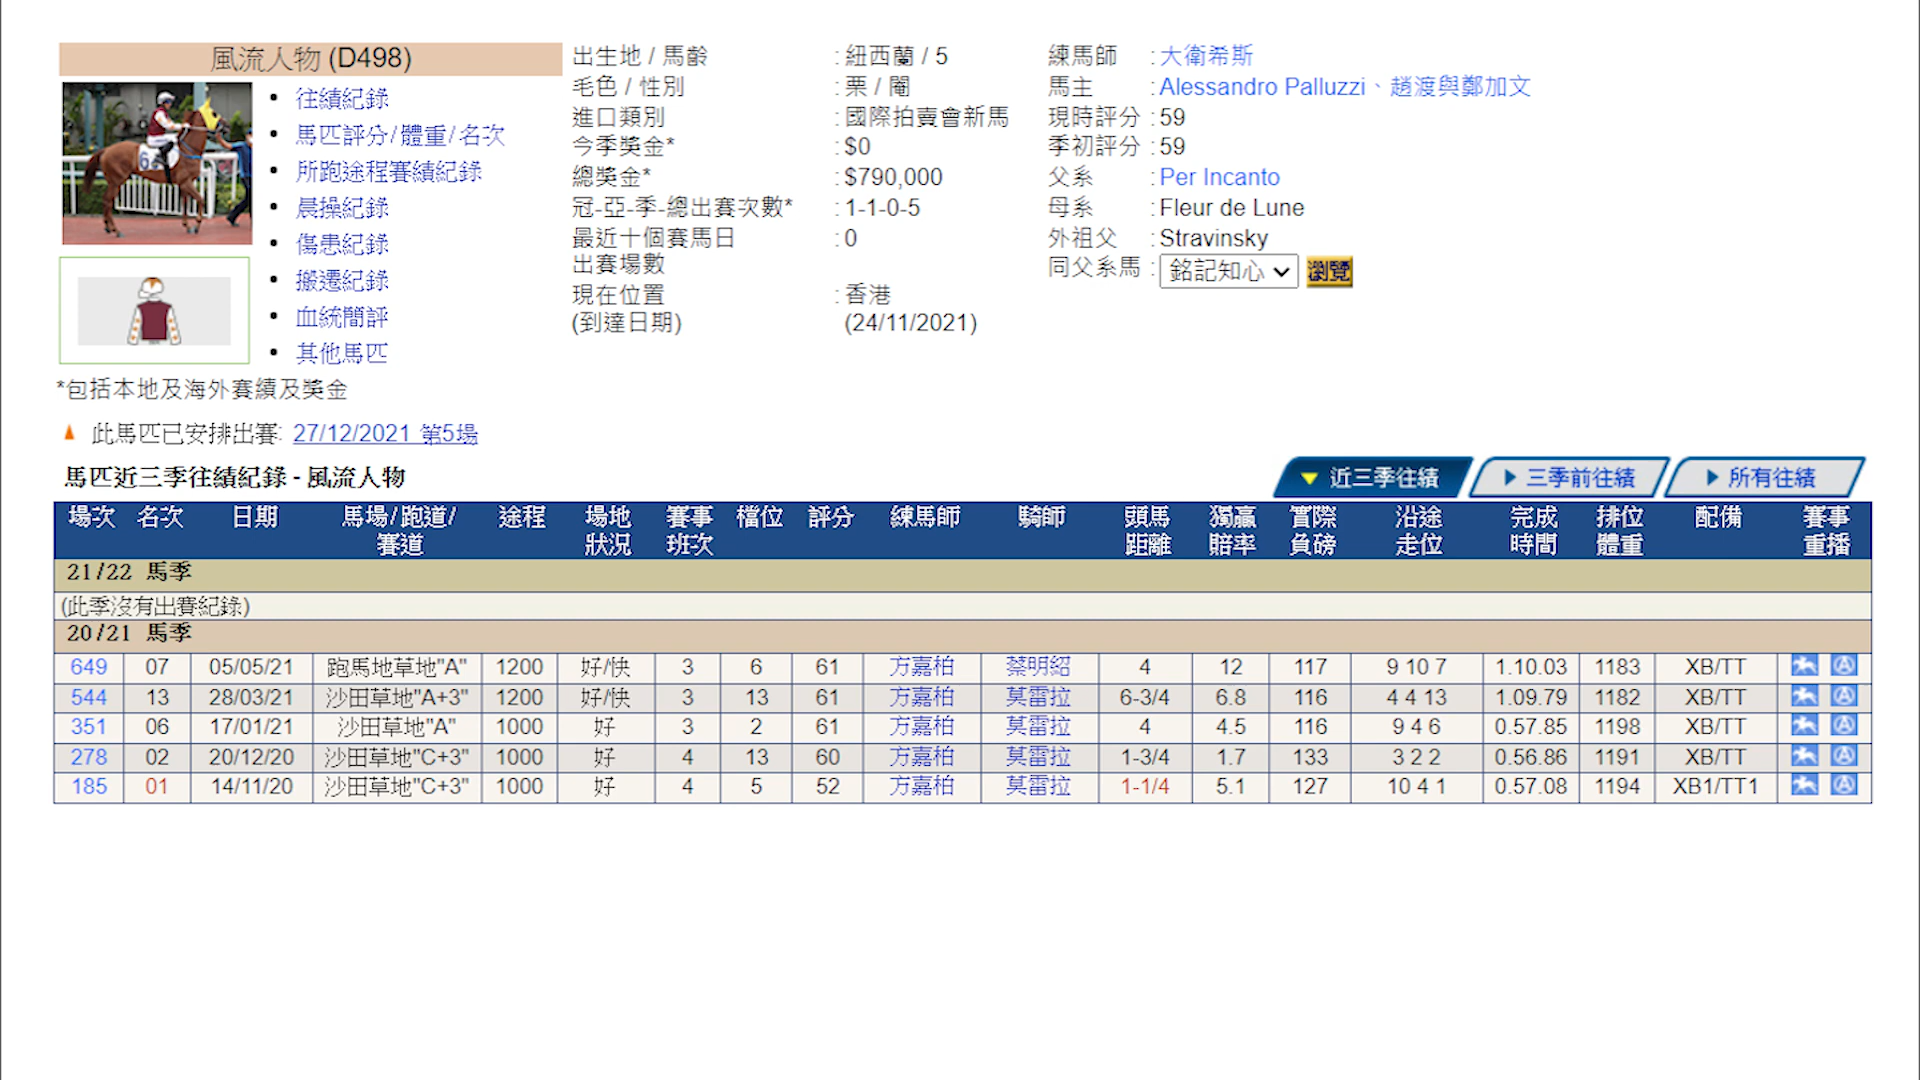 風流人物 (D498)
往績紀錄
馬匹評分/體重/名次
所跑途程賽績紀錄
晨操紀錄
傷患紀錄
搬遷紀錄
血統簡評
其他馬匹
*包括本地及海外賽績及獎金
出生地 / 馬齡 : 紐西蘭 / 5
毛色 / 性別 : 栗 / 閹
進口類別 : 國際拍賣會新馬
今季獎金* : $0
總獎金* : $790,000
冠-亞-季-總出賽次數* : 1-1-0-5
最近十個賽馬日 : 0
出賽場數
現在位置 : 香港
(到達日期) (24/11/2021)
練馬師 : 大衛希斯
馬主 : Alessandro Palluzzi、趙渡與鄭加文
現時評分 : 59
季初評分 : 59
父系 : Per Incanto
母系 : Fleur de Lune
外祖父 : Stravinsky
同父系馬 : 銘記知心 瀏覽
此馬匹已安排出賽: 27/12/2021 第5場
馬匹近三季往績紀錄 - 風流人物
近三季往績 三季前往績 所有往績
場次 名次 日期 馬場/跑道/ 途程 場地 賽事 檔位 評分 練馬師 騎師 頭馬 獨贏 實際 沿途 完成 排位 配備 賽事
賽道 狀況 班次 距離 賠率 負磅 走位 時間 體重 重播
21/22 馬季
(此季沒有出賽紀錄)
20/21 馬季
649 07 05/05/21 跑馬地草地"A" 1200 好/快 3 6 61 方嘉柏 蔡明紹 4 12 117 9 10 7 1.10.03 1183 XB/TT
544 13 28/03/21 沙田草地"A+3" 1200 好/快 3 13 61 方嘉柏 莫雷拉 6-3/4 6.8 116 4 4 13 1.09.79 1182 XB/TT
351 06 17/01/21 沙田草地"A" 1000 好 3 2 61 方嘉柏 莫雷拉 4 4.5 116 9 4 6 0.57.85 1198 XB/TT
278 02 20/12/20 沙田草地"C+3" 1000 好 4 13 60 方嘉柏 莫雷拉 1-3/4 1.7 133 3 2 2 0.56.86 1191 XB/TT
185 01 14/11/20 沙田草地"C+3" 1000 好 4 5 52 方嘉柏 莫雷拉 1-1/4 5.1 127 10 4 1 0.57.08 1194 XB1/TT1